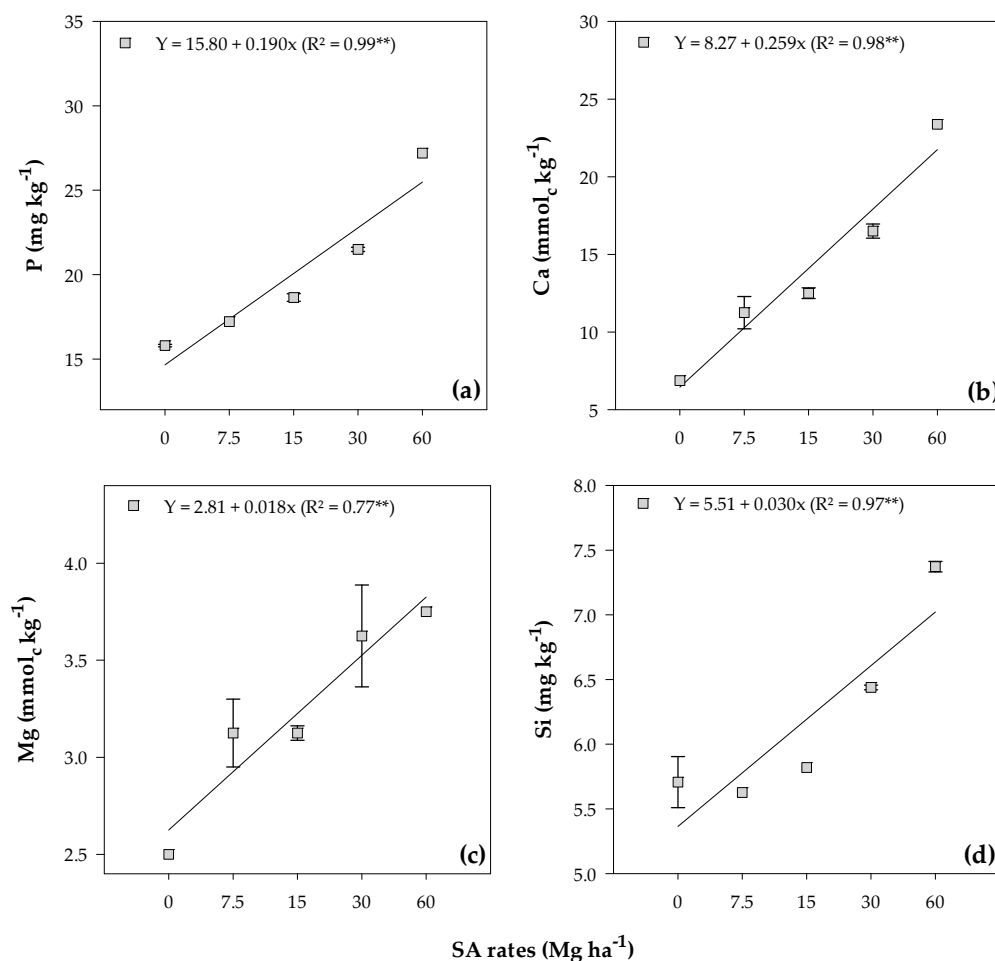 Y = 15.80 + 0.190x (R² = 0.99**)
35
30
25
20
15
P (mg kg⁻¹)
(a)
0 7.5 15 30 60
Y = 8.27 + 0.259x (R² = 0.98**)
30
25
20
15
10
5
Ca (mmol_c kg⁻¹)
(b)
0 7.5 15 30 60
Y = 2.81 + 0.018x (R² = 0.77**)
4.0
3.5
3.0
2.5
Mg (mmol_c kg⁻¹)
(c)
0 7.5 15 30 60
Y = 5.51 + 0.030x (R² = 0.97**)
8.0
7.5
7.0
6.5
6.0
5.5
5.0
Si (mg kg⁻¹)
(d)
0 7.5 15 30 60
SA rates (Mg ha⁻¹)